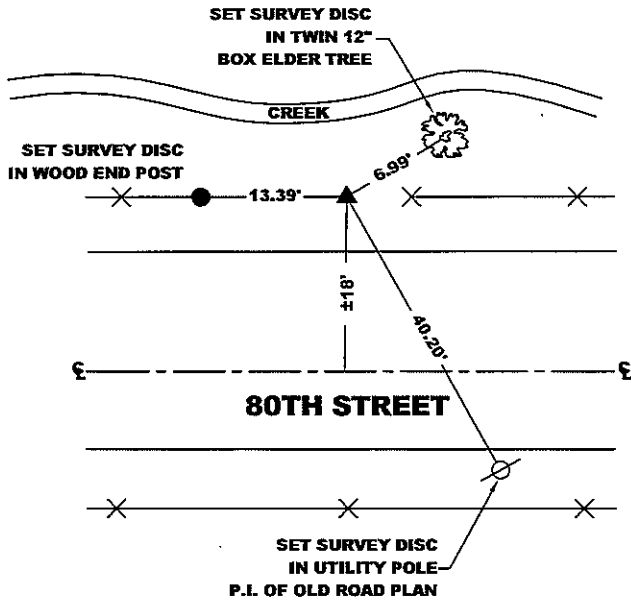 SET SURVEY DISC
IN TWIN 12"
BOX ELDER TREE
CREEK
SET SURVEY DISC
IN WOOD END POST
13.39'
6.99'
±18'
40.20'
℄
℄
80TH STREET
SET SURVEY DISC
IN UTILITY POLE
P.I. OF OLD ROAD PLAN